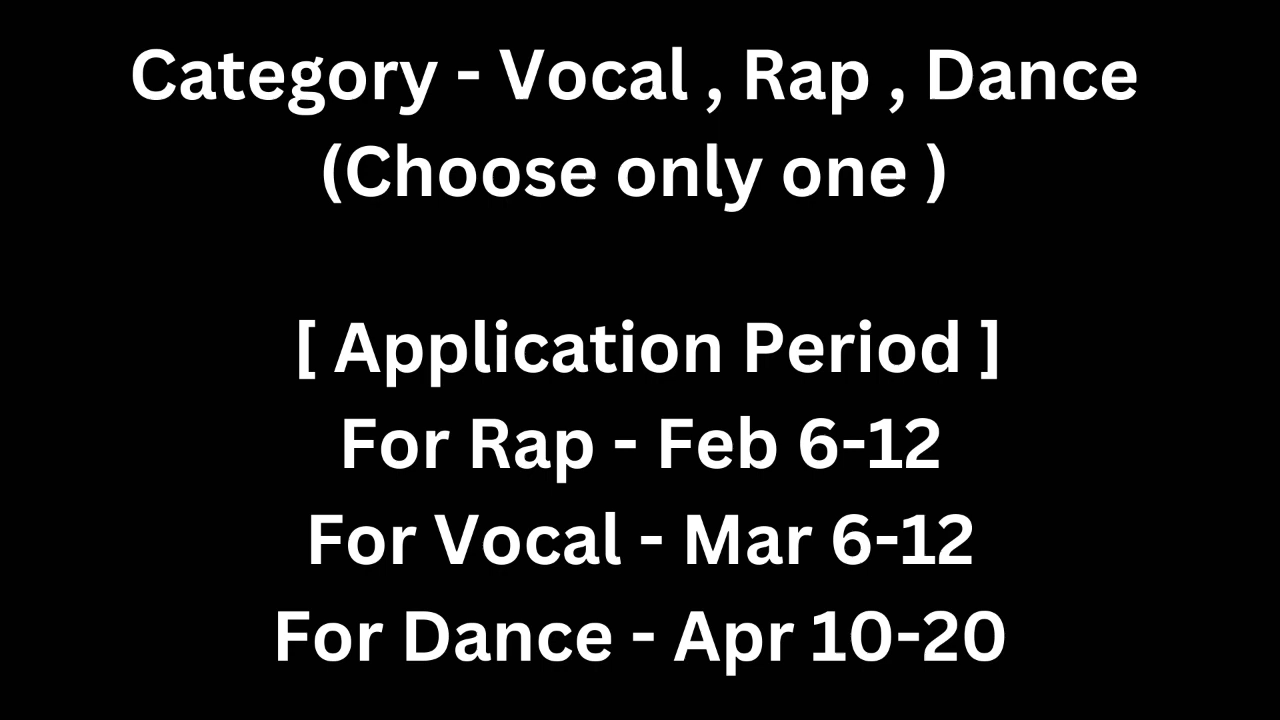 Category - Vocal , Rap , Dance
(Choose only one )
[ Application Period ]
For Rap - Feb 6-12
For Vocal - Mar 6-12
For Dance - Apr 10-20